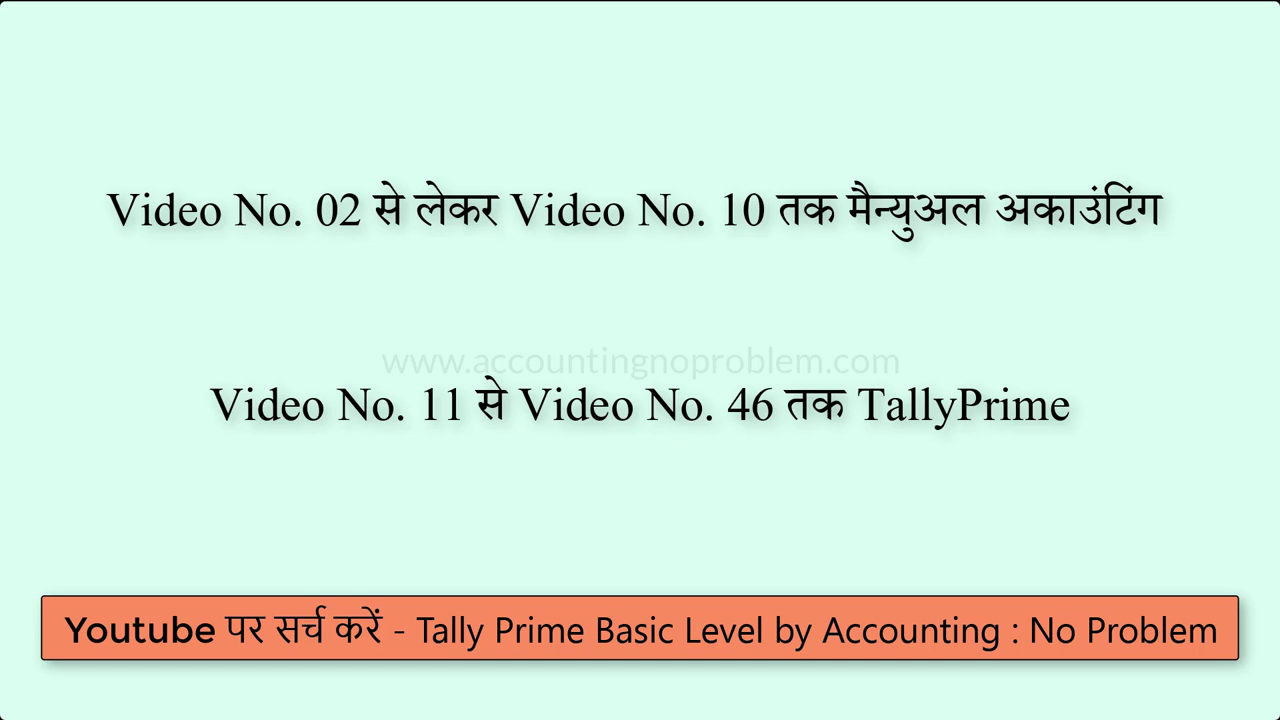 Video No. 02 से लेकर Video No. 10 तक मैन्युअल अकाउंटिंग
www.accountingnoproblem.com
Video No. 11 से Video No. 46 तक TallyPrime
Youtube पर सर्च करें - Tally Prime Basic Level by Accounting : No Problem